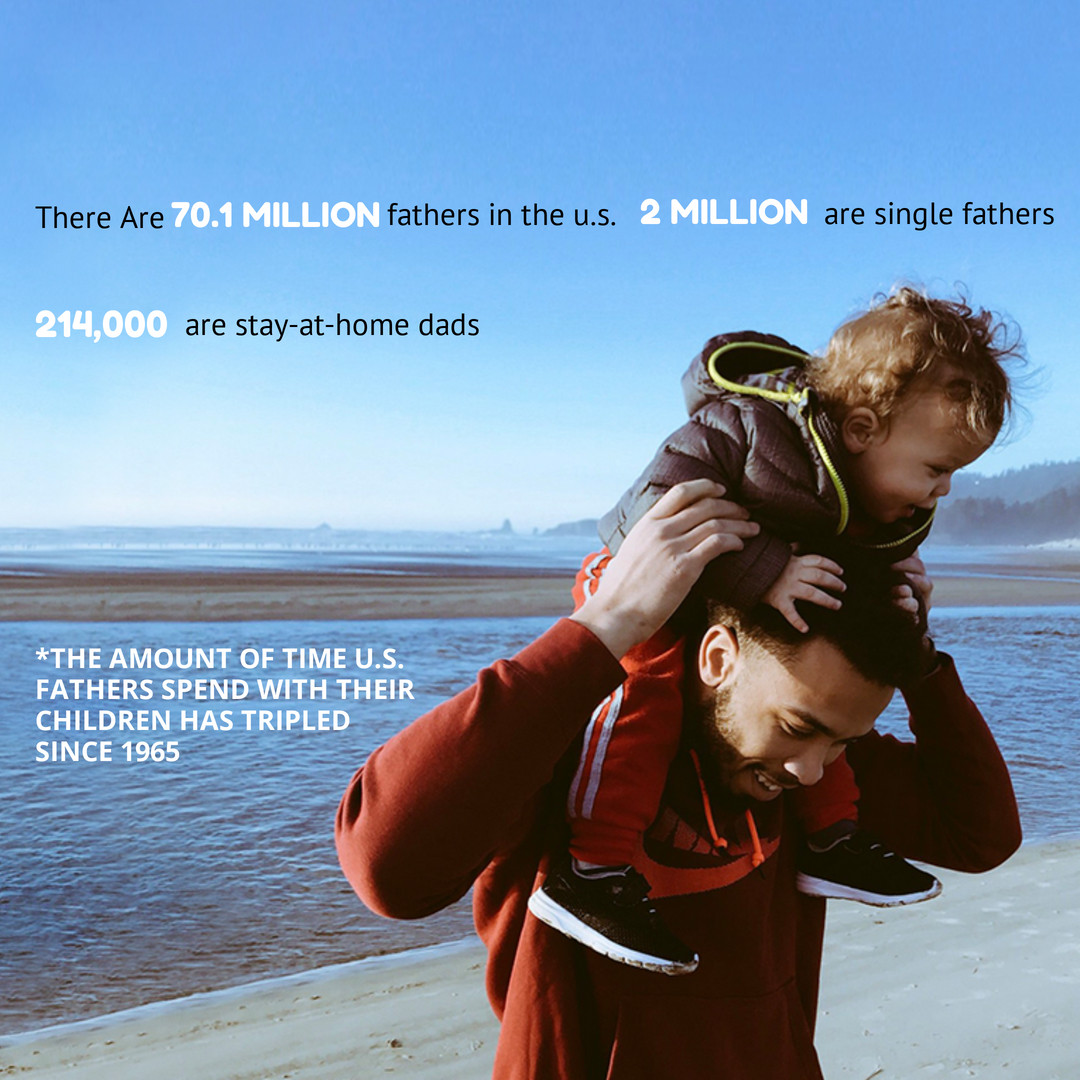 There Are 70.1 MILLION fathers in the u.s. 2 MILLION are single fathers
214,000 are stay-at-home dads
*THE AMOUNT OF TIME U.S.
FATHERS SPEND WITH THEIR
CHILDREN HAS TRIPLED
SINCE 1965